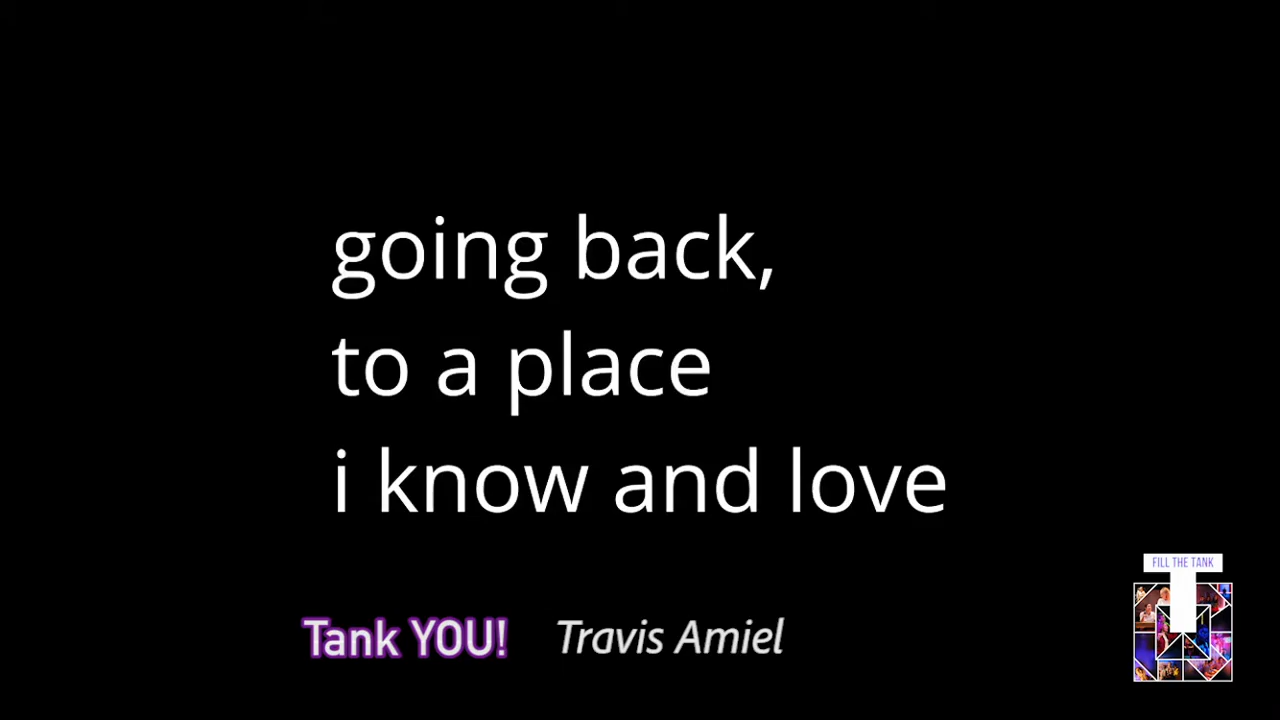 going back,
to a place
i know and love
FILL THE TANK
Tank YOU! Travis Amiel